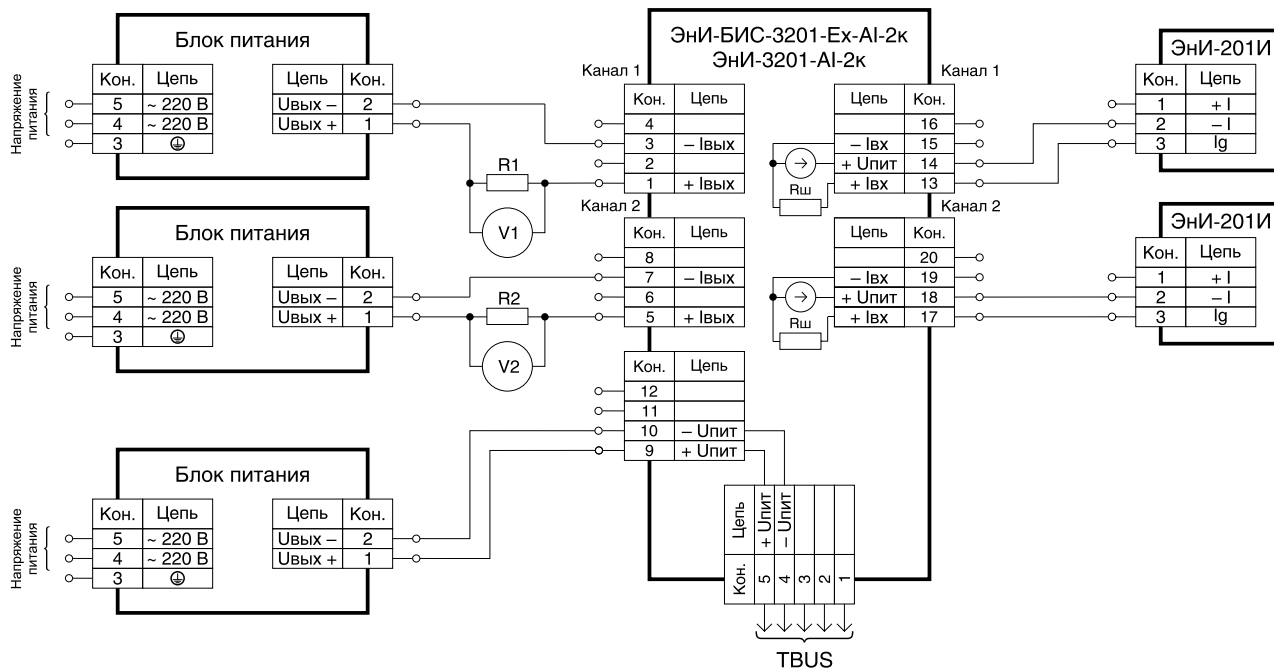 Блок питания
Напряжение
питания
Кон. Цепь
5 ~ 220 В
4 ~ 220 В
3
Цепь Кон.
Uвых – 2
Uвых + 1
R1
V1
Блок питания
Напряжение
питания
Кон. Цепь
5 ~ 220 В
4 ~ 220 В
3
Цепь Кон.
Uвых – 2
Uвых + 1
R2
V2
Блок питания
Напряжение
питания
Кон. Цепь
5 ~ 220 В
4 ~ 220 В
3
Цепь Кон.
Uвых – 2
Uвых + 1
ЭнИ-БИС-3201-Ex-AI-2к
ЭнИ-3201-AI-2к
Канал 1
Кон. Цепь
4
3 – Iвых
2
1 + Iвых
Канал 2
Кон. Цепь
8
7 – Iвых
6
5 + Iвых
Кон. Цепь
12
11
10 – Uпит
9 + Uпит
Канал 1
Цепь Кон.
16
– Iвх 15
+ Uпит 14
+ Iвх 13
Rш
Канал 2
Цепь Кон.
20
– Iвх 19
+ Uпит 18
+ Iвх 17
Rш
Цепь + Uпит – Uпит
Кон. 5 4 3 2 1
TBUS
ЭнИ-201И
Кон. Цепь
1 + I
2 – I
3 Ig
ЭнИ-201И
Кон. Цепь
1 + I
2 – I
3 Ig